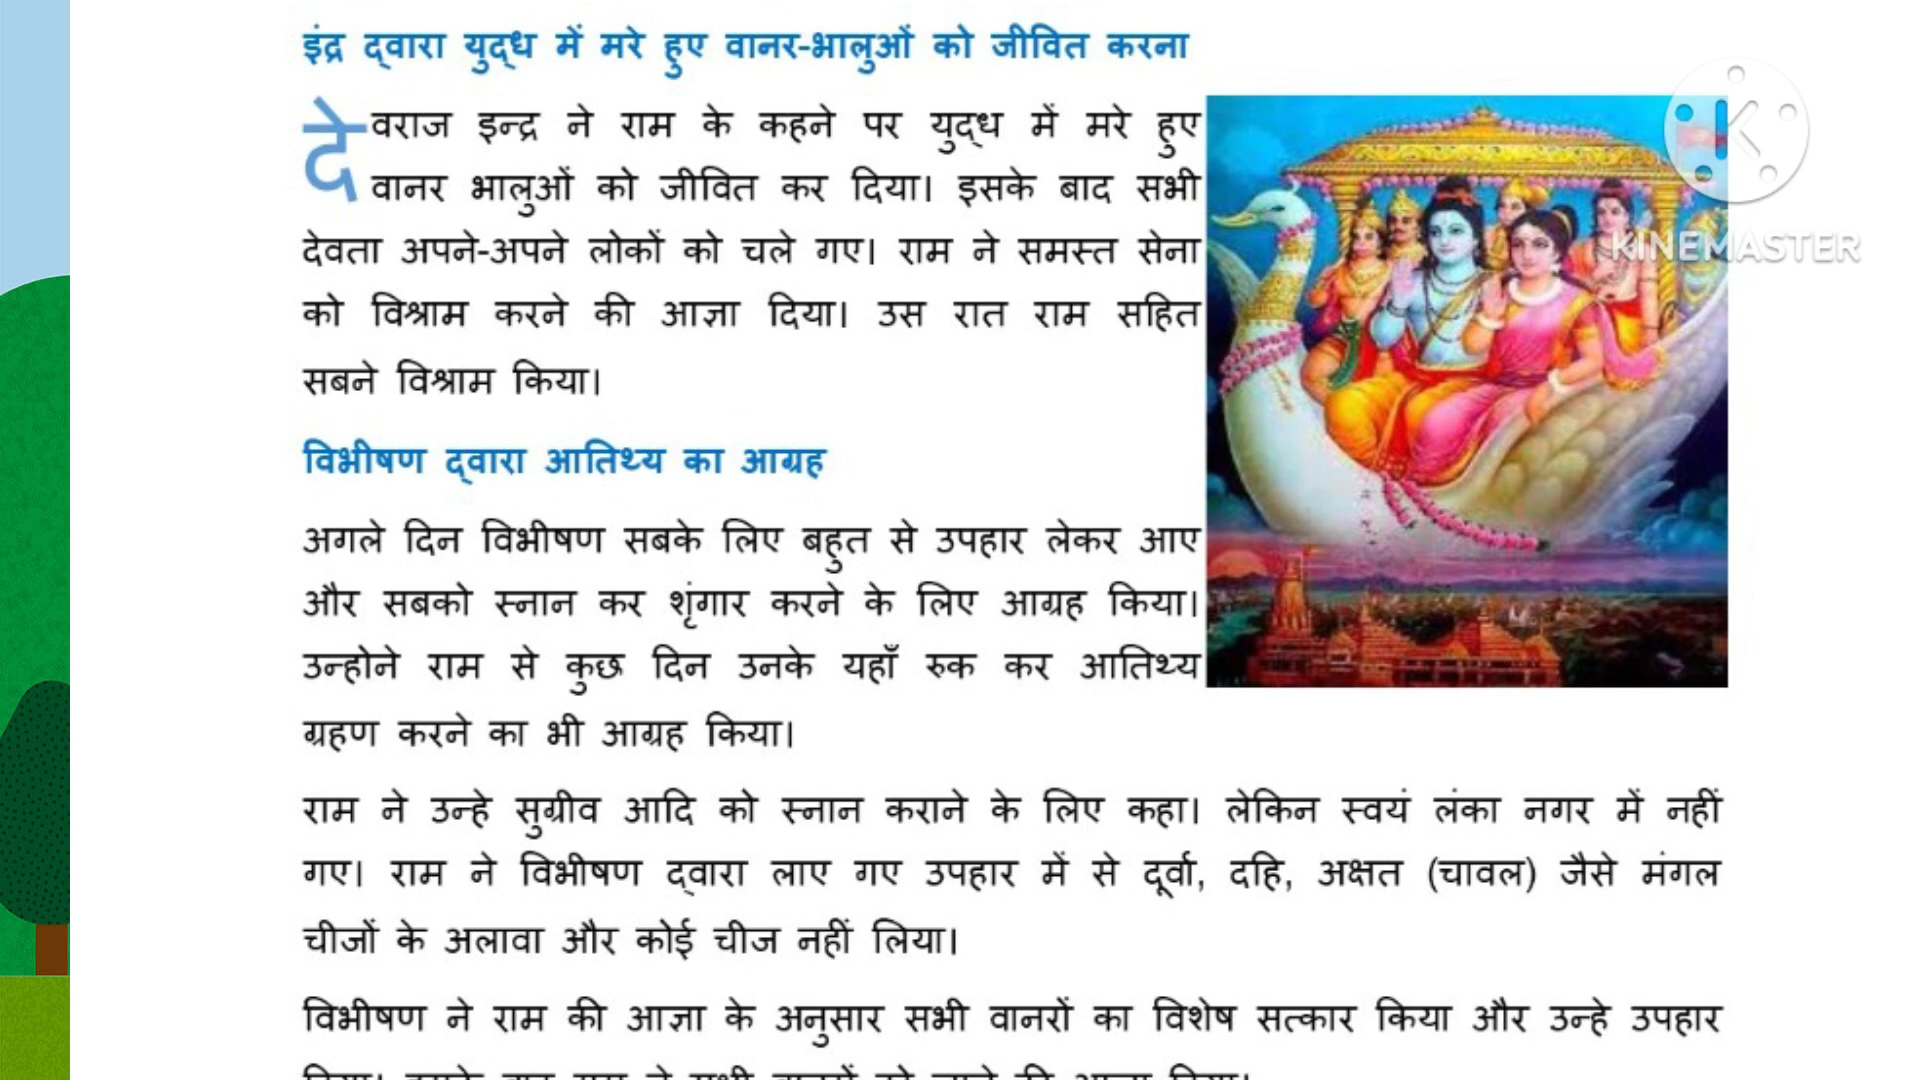 इंद्र द्वारा युद्ध में मरे हुए वानर-भालुओं को जीवित करना
देवराज इन्द्र ने राम के कहने पर युद्ध में मरे हुए
वानर भालुओं को जीवित कर दिया। इसके बाद सभी
देवता अपने-अपने लोकों को चले गए। राम ने समस्त सेना
को विश्राम करने की आज्ञा दिया। उस रात राम सहित
सबने विश्राम किया।
KINEMASTER
विभीषण द्वारा आतिथ्य का आग्रह
अगले दिन विभीषण सबके लिए बहुत से उपहार लेकर आए
और सबको स्नान कर शृंगार करने के लिए आग्रह किया।
उन्होने राम से कुछ दिन उनके यहाँ रुक कर आतिथ्य
ग्रहण करने का भी आग्रह किया।
राम ने उन्हे सुग्रीव आदि को स्नान कराने के लिए कहा। लेकिन स्वयं लंका नगर में नहीं
गए। राम ने विभीषण द्वारा लाए गए उपहार में से दूर्वा, दहि, अक्षत (चावल) जैसे मंगल
चीजों के अलावा और कोई चीज नहीं लिया।
विभीषण ने राम की आज्ञा के अनुसार सभी वानरों का विशेष सत्कार किया और उन्हे उपहार